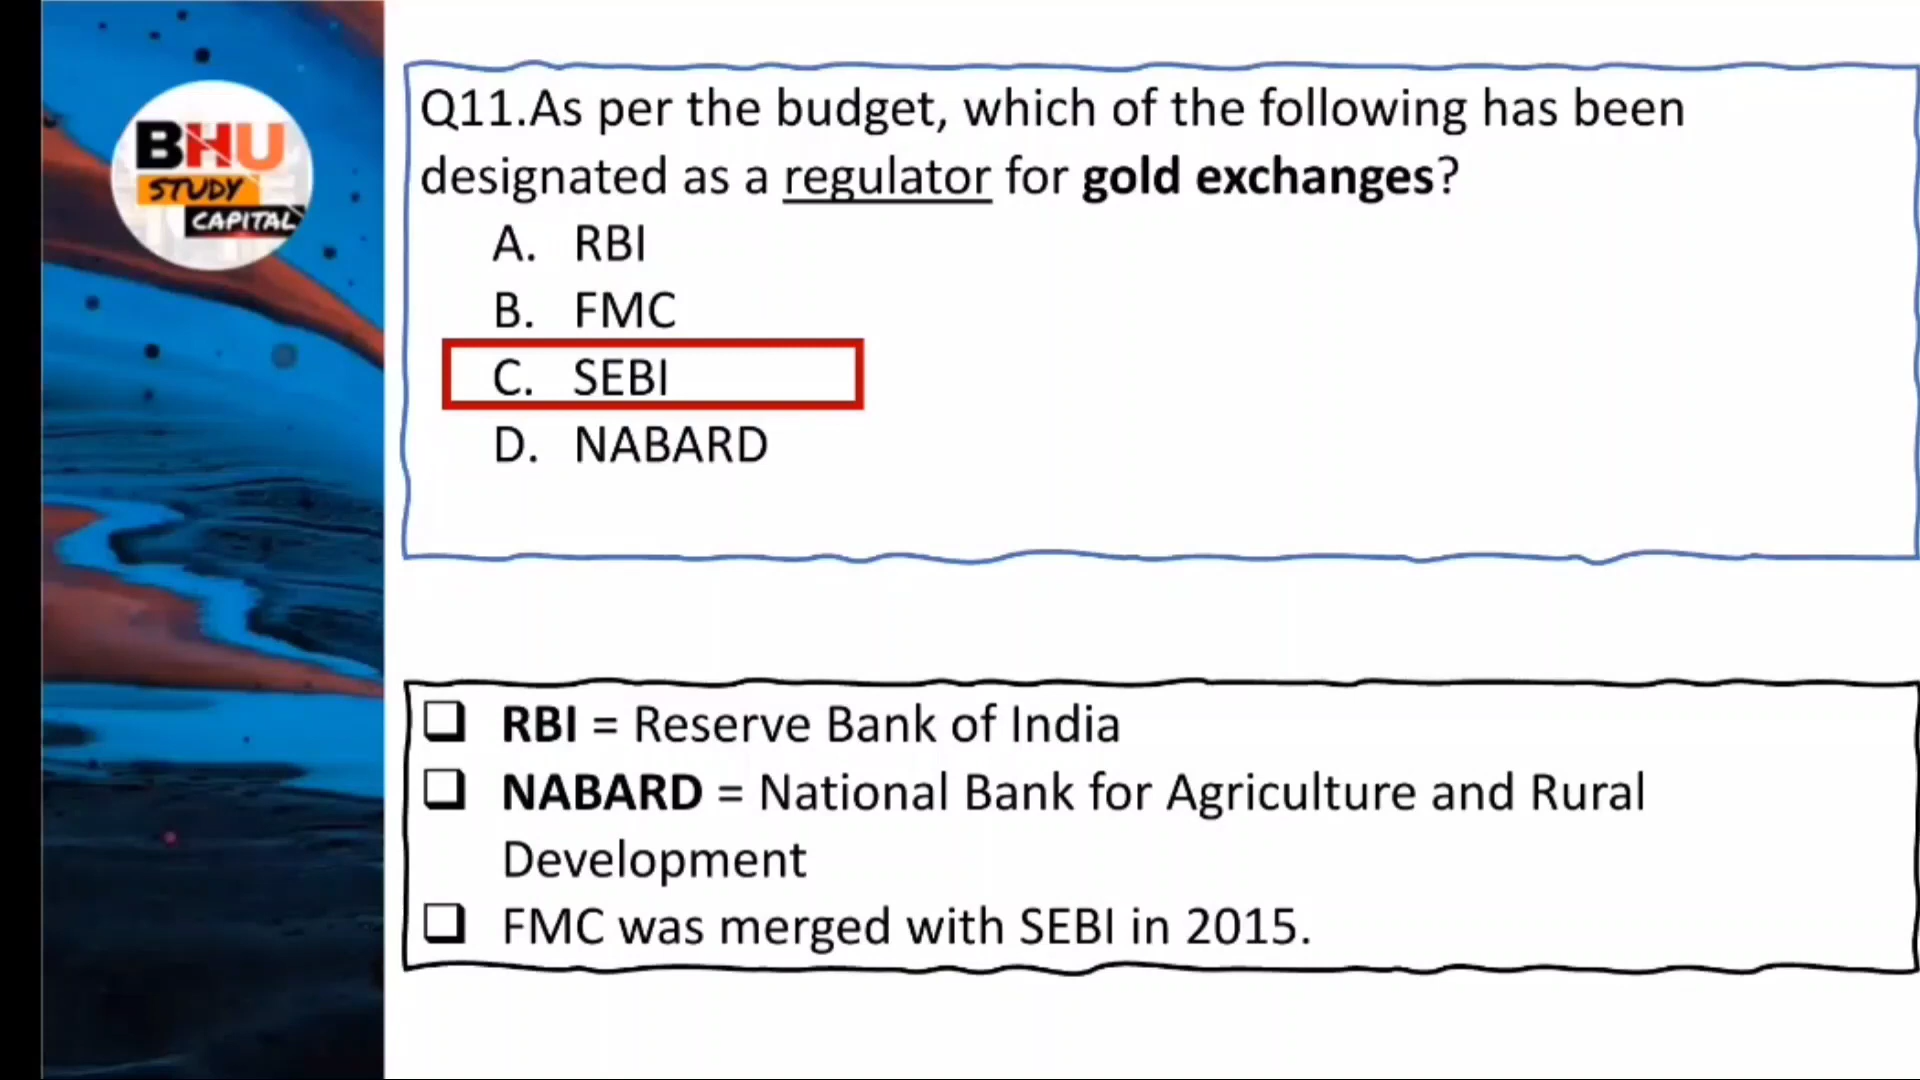 BHU
STUDY
CAPITAL
Q11.As per the budget, which of the following has been
designated as a regulator for gold exchanges?
A. RBI
B. FMC
C. SEBI
D. NABARD
❑ RBI = Reserve Bank of India
❑ NABARD = National Bank for Agriculture and Rural
Development
❑ FMC was merged with SEBI in 2015.